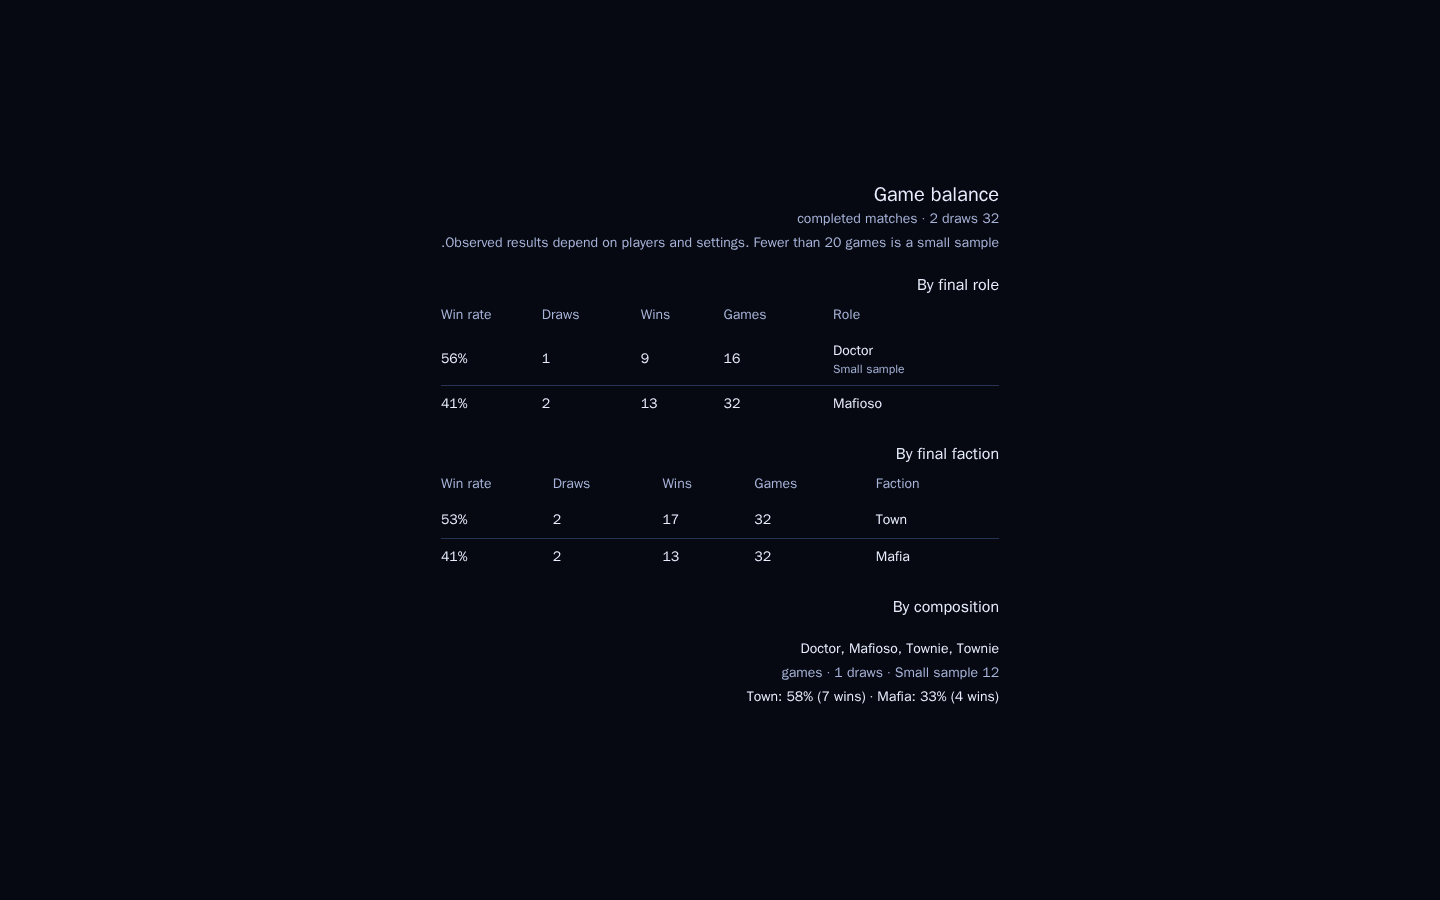 Game balance
completed matches · 2 draws 32
.Observed results depend on players and settings. Fewer than 20 games is a small sample
By final role
Win rate Draws Wins Games Role
56% 1 9 16 Doctor
Small sample
41% 2 13 32 Mafioso
By final faction
Win rate Draws Wins Games Faction
53% 2 17 32 Town
41% 2 13 32 Mafia
By composition
Doctor, Mafioso, Townie, Townie
games · 1 draws · Small sample 12
Town: 58% (7 wins) · Mafia: 33% (4 wins)